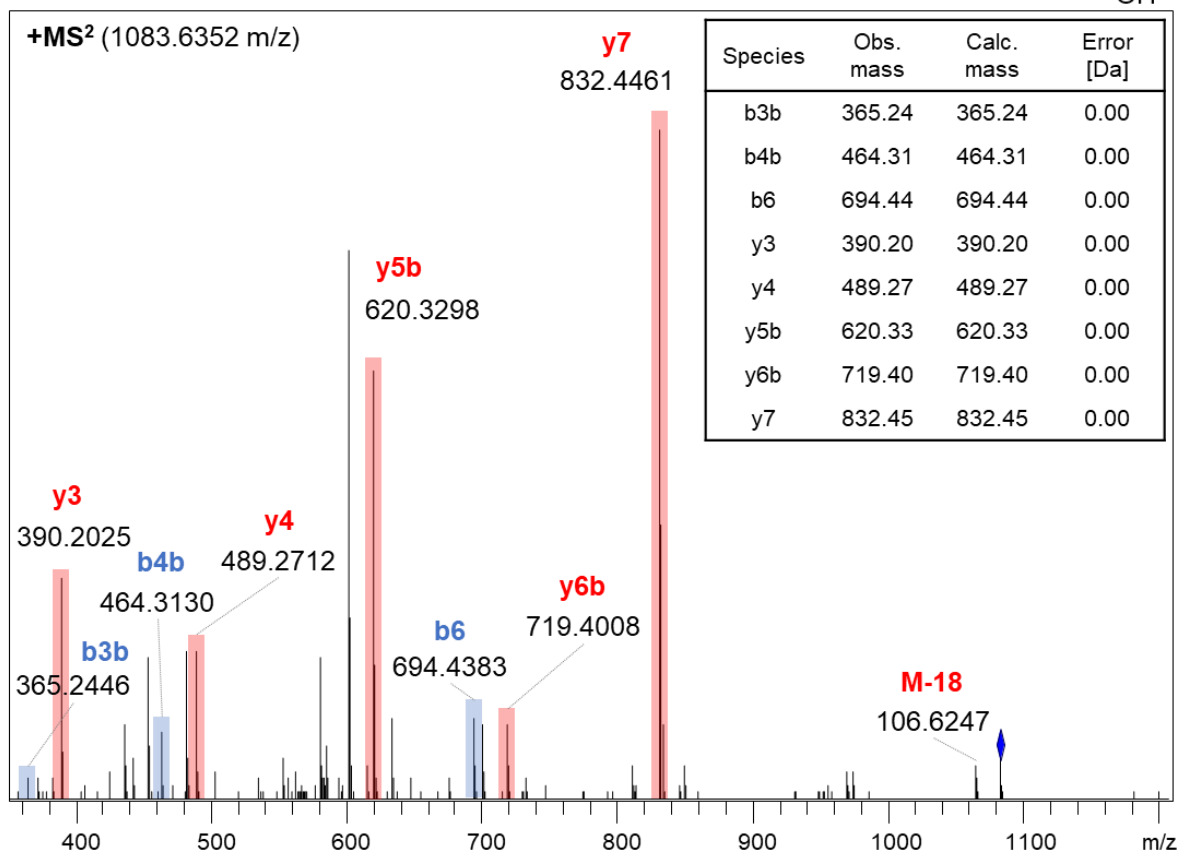 OH
+MS² (1083.6352 m/z)
y7
832.4461
Species Obs. mass Calc. mass Error [Da]
b3b 365.24 365.24 0.00
b4b 464.31 464.31 0.00
b6 694.44 694.44 0.00
y3 390.20 390.20 0.00
y4 489.27 489.27 0.00
y5b 620.33 620.33 0.00
y6b 719.40 719.40 0.00
y7 832.45 832.45 0.00
y5b
620.3298
y3
390.2025
y4
489.2712
b4b
464.3130
y6b
719.4008
b6
694.4383
b3b
365.2446
M-18
106.6247
400 500 600 700 800 900 1000 1100 m/z